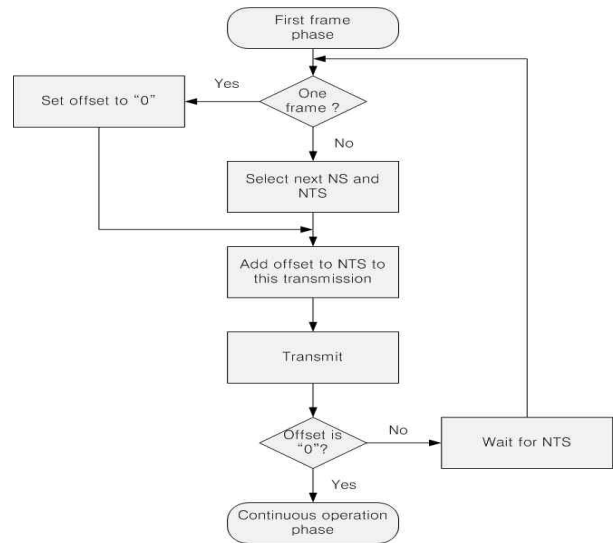 First frame
phase
Yes
Set offset to “0”
One
frame ?
No
Select next NS and
NTS
Add offset to NTS to
this transmission
Transmit
Offset is
“0”?
No
Wait for NTS
Yes
Continuous operation
phase